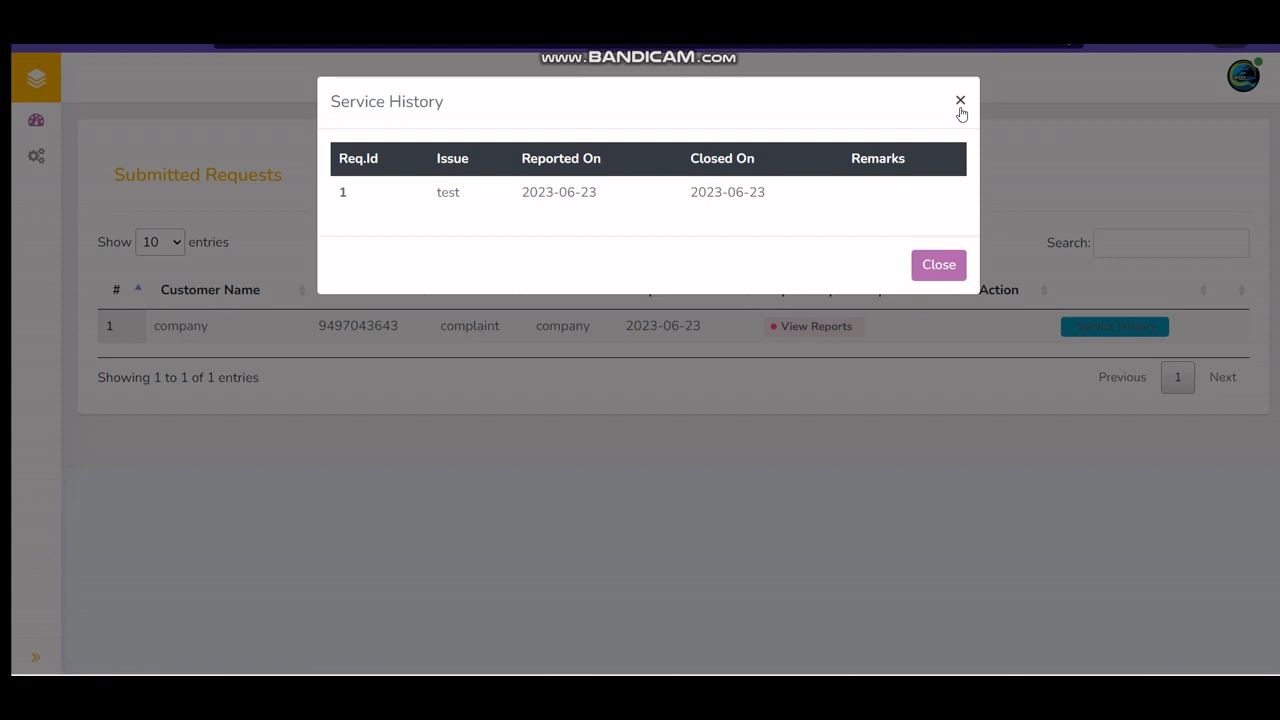 www.BANDICAM.com
Service History ×
Req.Id Issue Reported On Closed On Remarks
1 test 2023-06-23 2023-06-23
Close
Submitted Requests
Show 10 entries Search:
# Customer Name Action
1 company 9497043643 complaint company 2023-06-23 View Reports Service History
Showing 1 to 1 of 1 entries Previous 1 Next